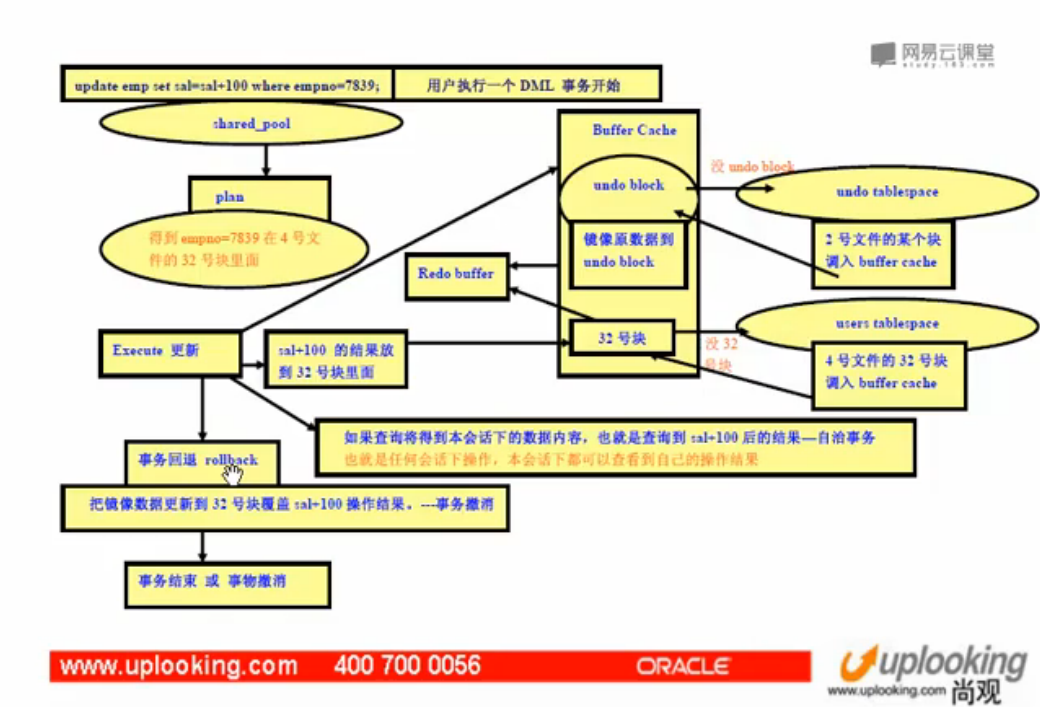 网易云课堂
study.163.com
update emp set sal=sal+100 where empno=7839;
用户执行一个 DML 事务开始
shared_pool
plan
得到 empno=7839 在 4 号文
件的 32 号块里面
Buffer Cache
undo block
没 undo block
undo tablespace
镜像原数据到
undo block
2 号文件的某个块
调入 buffer cache
Redo buffer
32 号块
没 32
号块
users tablespace
4 号文件的 32 号块
调入 buffer cache
Execute 更新
sal+100 的结果放
到 32 号块里面
如果查询将得到本会话下的数据内容，也就是查询到 sal+100 后的结果—自治事务
也就是任何会话下操作，本会话下都可以查看到自己的操作结果
事务回退 rollback
把镜像数据更新到 32 号块覆盖 sal+100 操作结果。---事务撤消
事务结束 或 事物撤消
www.uplooking.com
400 700 0056
ORACLE
uplooking
www.uplooking.com 尚观